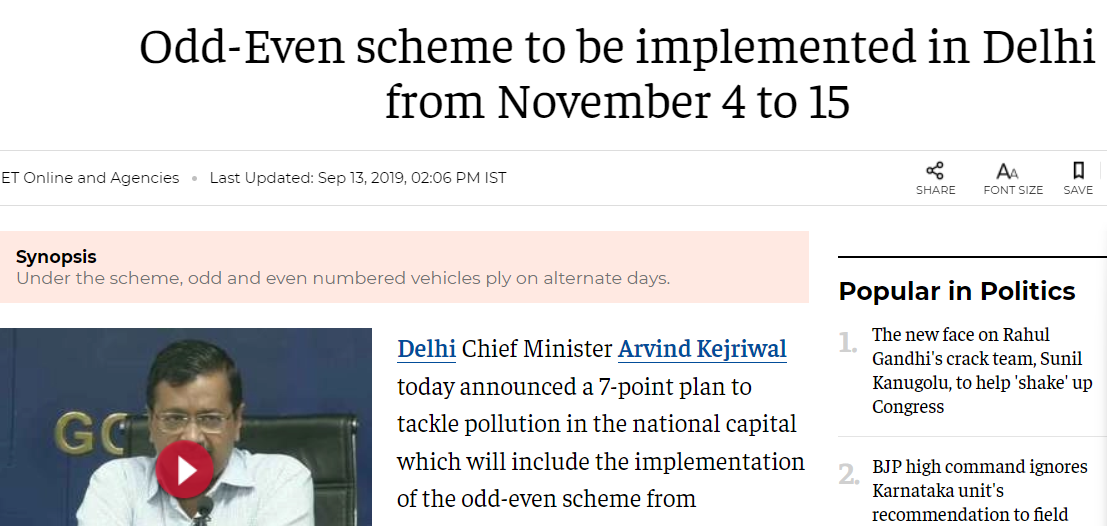 Odd-Even scheme to be implemented in Delhi
from November 4 to 15
ET Online and Agencies • Last Updated: Sep 13, 2019, 02:06 PM IST
SHARE
FONT SIZE
SAVE
Synopsis
Under the scheme, odd and even numbered vehicles ply on alternate days.
GO
Delhi Chief Minister Arvind Kejriwal
today announced a 7-point plan to
tackle pollution in the national capital
which will include the implementation
of the odd-even scheme from
Popular in Politics
1.
The new face on Rahul
Gandhi's crack team, Sunil
Kanugolu, to help 'shake' up
Congress
2.
BJP high command ignores
Karnataka unit's
recommendation to field